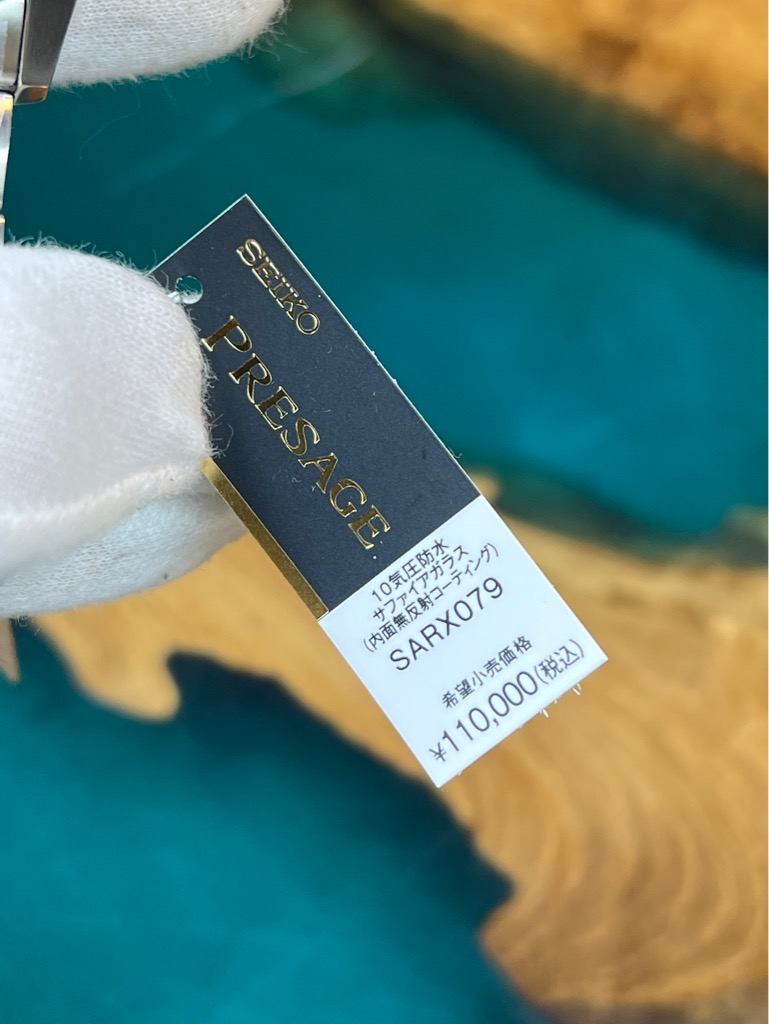 SEIKO
PRESAGE
10気圧防水
サファイアガラス
(内面無反射コーティング)
SARX079
希望小売価格
¥110,000(税込)